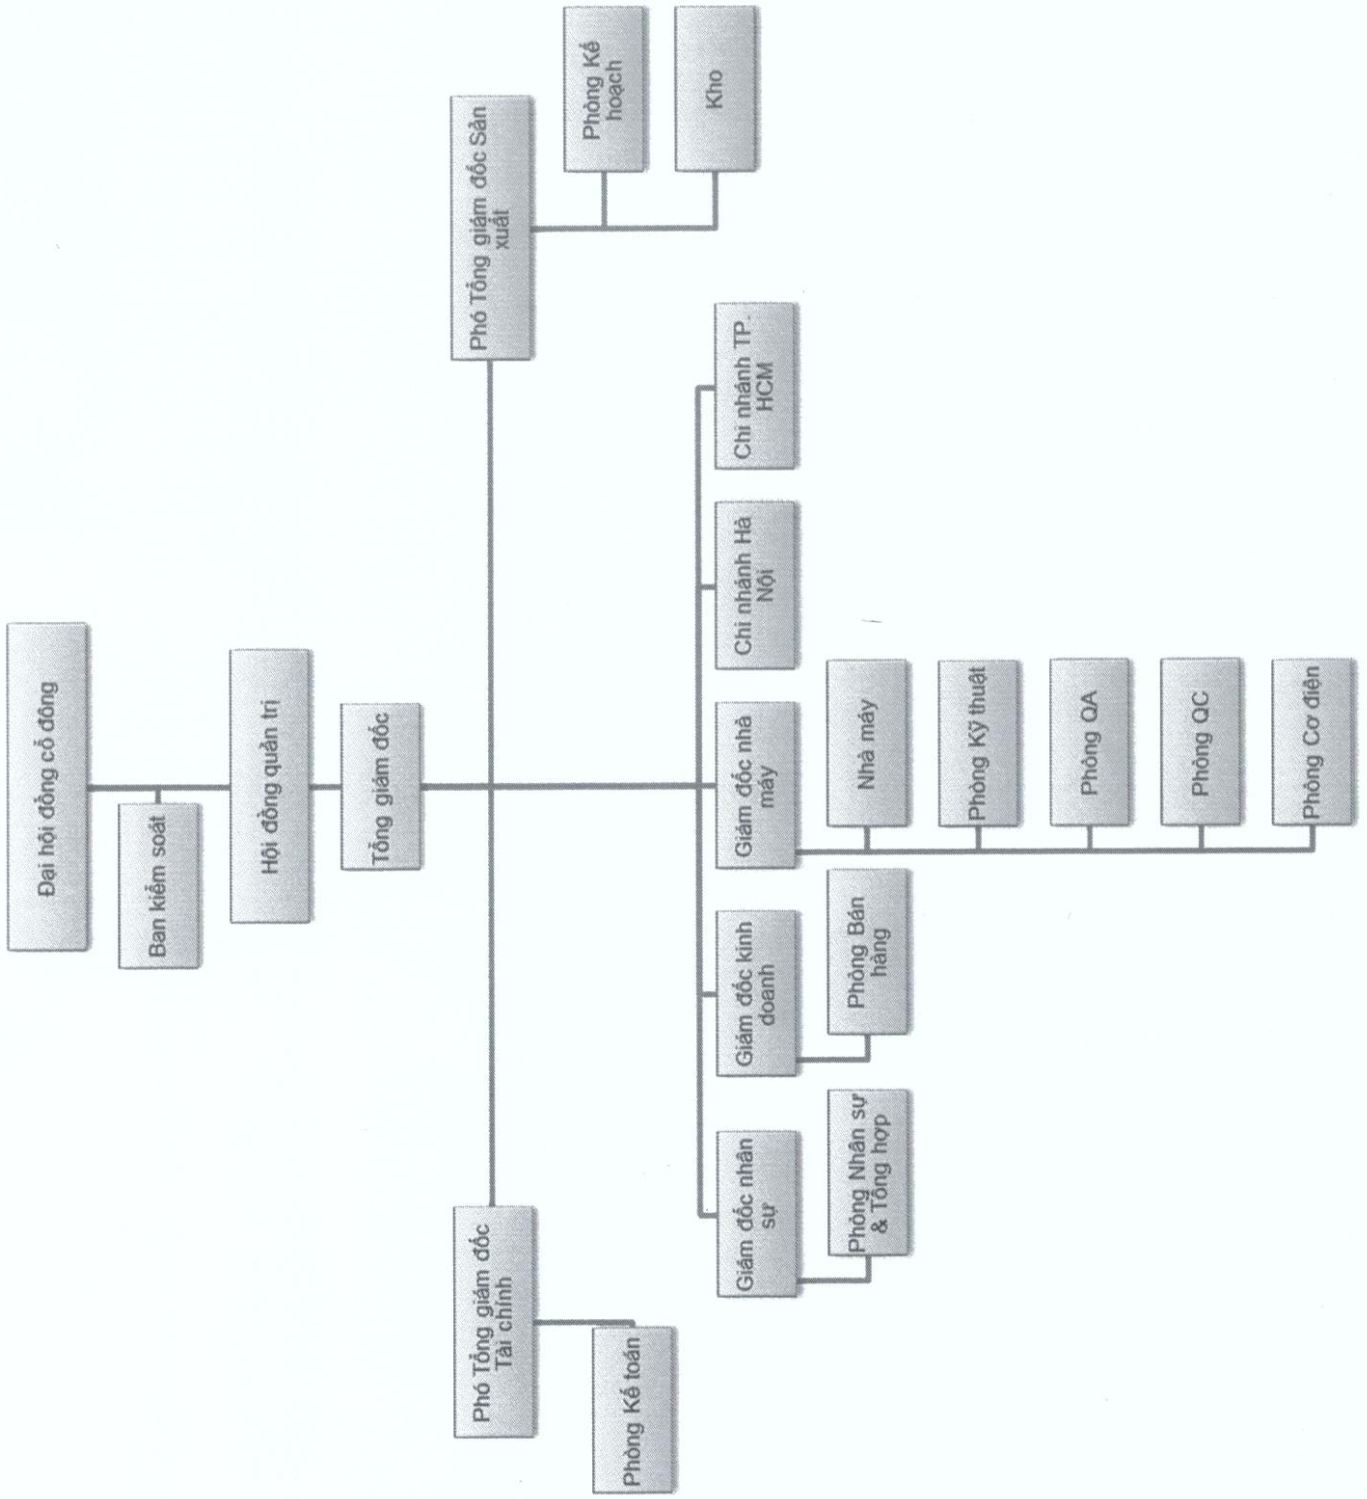 Đại hội đồng cổ đông
Ban kiểm soát
Hội đồng quản trị
Tổng giám đốc
Phó Tổng giám đốc
Tài chính
Phó Tổng giám đốc Sản
xuất
Phòng Kế toán
Phòng Kế
hoạch
Kho
Giám đốc nhân
sự
Giám đốc kinh
doanh
Giám đốc nhà
máy
Chi nhánh Hà
Nội
Chi nhánh TP.
HCM
Phòng Nhân sự
& Tổng hợp
Phòng Bán
hàng
Nhà máy
Phòng Kỹ thuật
Phòng QA
Phòng QC
Phòng Cơ điện